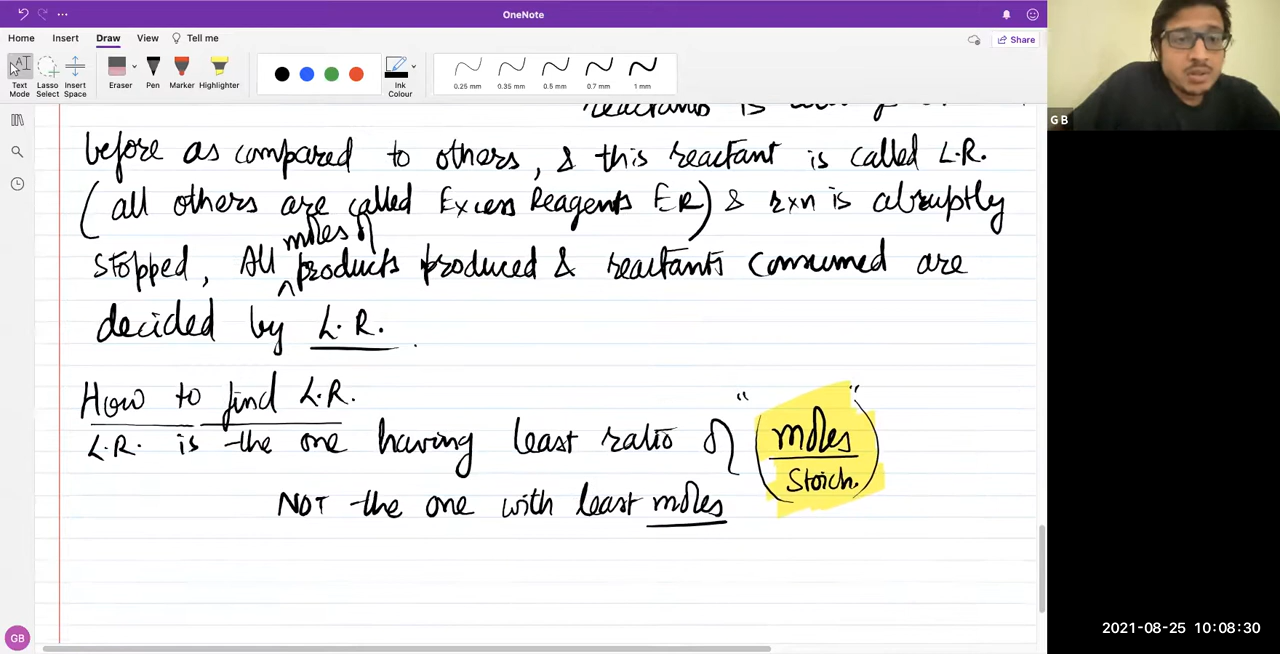 OneNote
Home Insert Draw View Tell me
Share
Text Mode
Lasso Select
Insert Space
Eraser
Pen
Marker
Highlighter
Ink Colour
0.25 mm
0.35 mm
0.5 mm
0.7 mm
1 mm
G B
reactants is
before as compared to others, & this reactant is called L.R.
(all others are called Excess Reagents ER) & rxn is abruptly
moles of
stopped, All ^ products produced & reactants consumed are
decided by L.R.
How to find L.R.
L.R. is the one having least ratio of "(moles
Stoich.)"
NOT the one with least moles
GB
2021-08-25 10:08:30